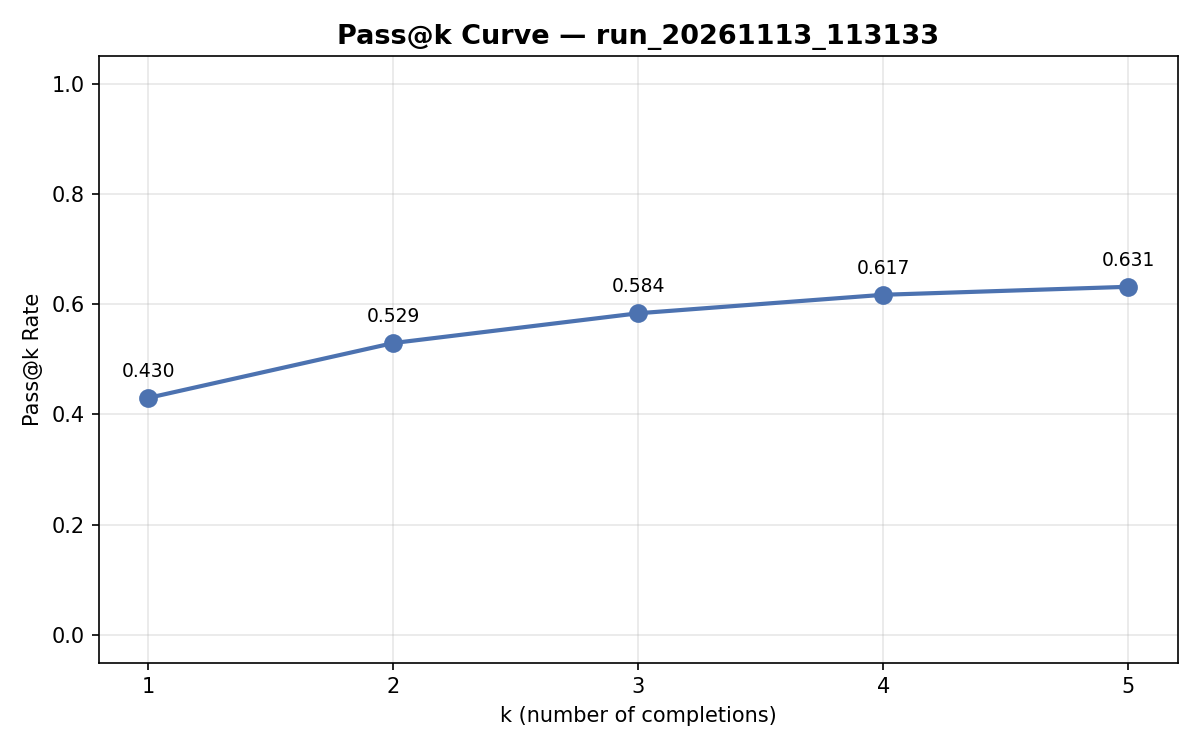 Pass@k Curve — run_20261113_113133
Pass@k Rate
1.0
0.8
0.6
0.4
0.2
0.0
0.430
0.529
0.584
0.617
0.631
1 2 3 4 5
k (number of completions)